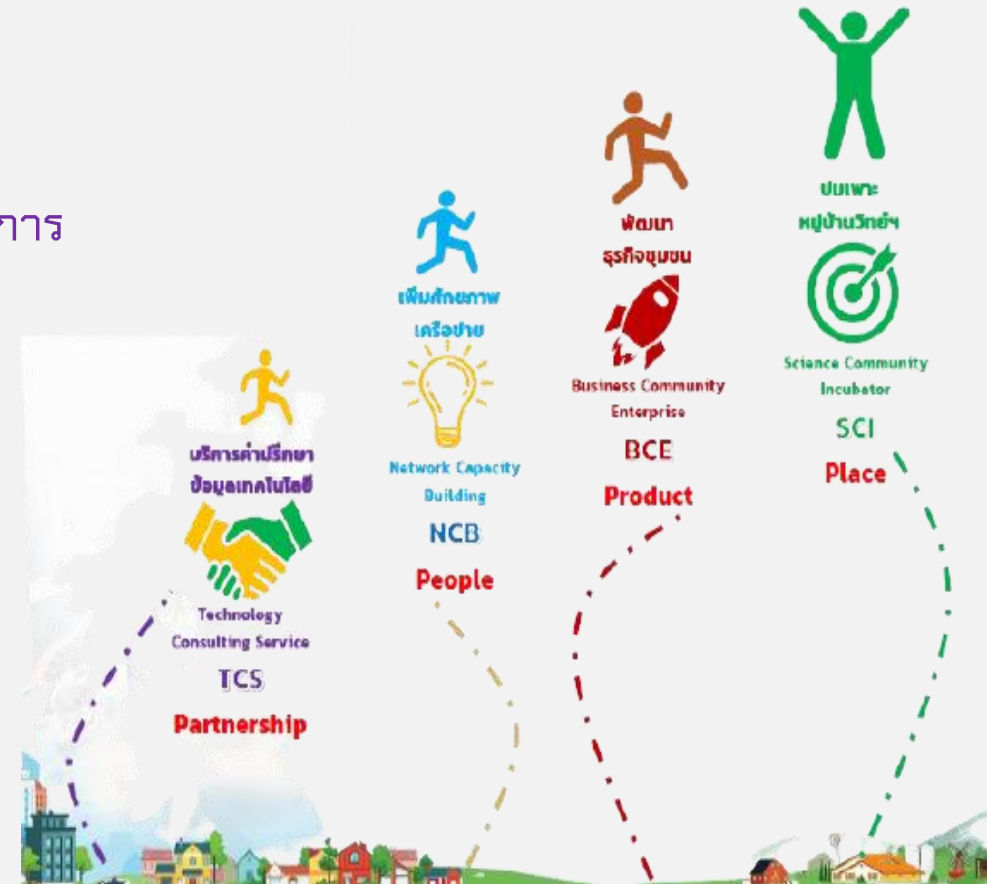 การ
บริการคำปรึกษา
ข้อมูลเทคโนโลยี
Technology
Consulting Service
TCS
Partnership
เพิ่มศักยภาพ
เครือข่าย
Network Capacity
Building
NCB
People
พัฒนา
ธุรกิจชุมชน
Business Community
Enterprise
BCE
Product
บ่มเพาะ
หมู่บ้านวิทย์ฯ
Science Community
Incubator
SCI
Place